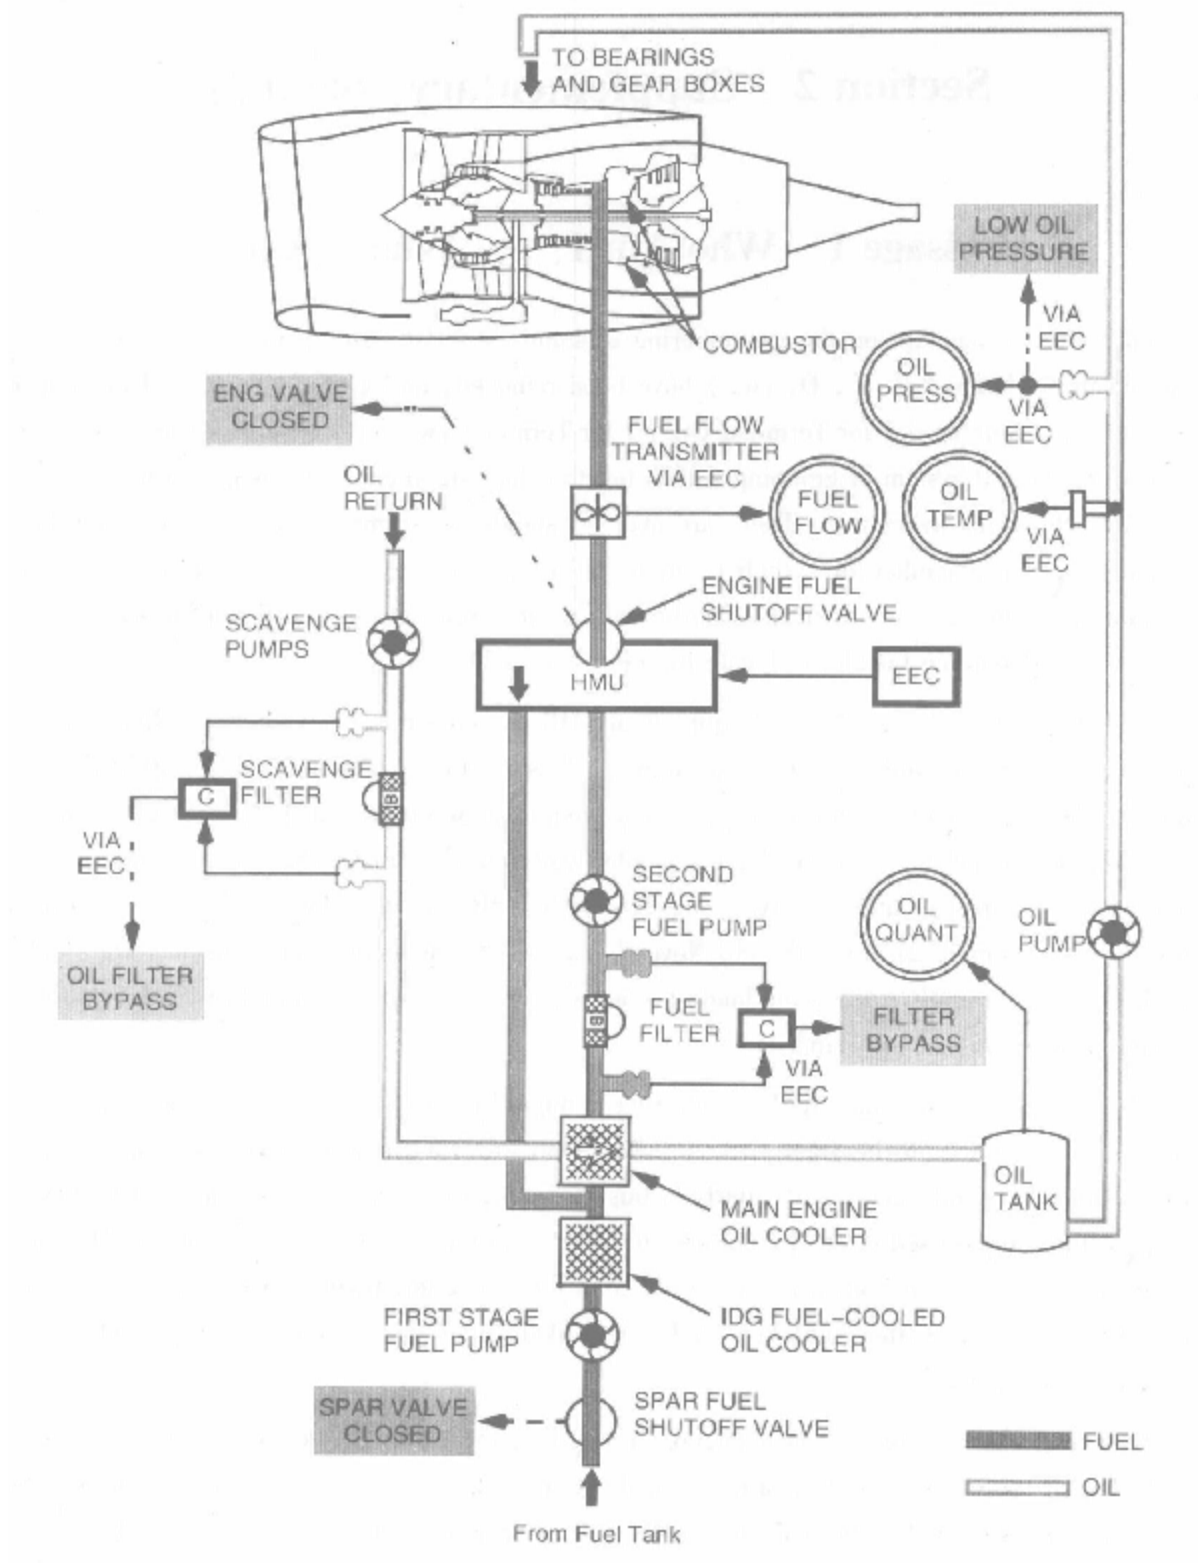 TO BEARINGS
AND GEAR BOXES
LOW OIL
PRESSURE
VIA
EEC
COMBUSTOR
OIL
PRESS
VIA
EEC
ENG VALVE
CLOSED
FUEL FLOW
TRANSMITTER
VIA EEC
OIL
RETURN
FUEL
FLOW
OIL
TEMP
VIA
EEC
ENGINE FUEL
SHUTOFF VALVE
SCAVENGE
PUMPS
HMU
EEC
SCAVENGE
FILTER
C
B
VIA
EEC
OIL FILTER
BYPASS
SECOND
STAGE
FUEL PUMP
OIL
QUANT
OIL
PUMP
FUEL
FILTER
B
C
FILTER
BYPASS
VIA
EEC
OIL
TANK
MAIN ENGINE
OIL COOLER
FIRST STAGE
FUEL PUMP
IDG FUEL-COOLED
OIL COOLER
SPAR VALVE
CLOSED
SPAR FUEL
SHUTOFF VALVE
FUEL
OIL
From Fuel Tank